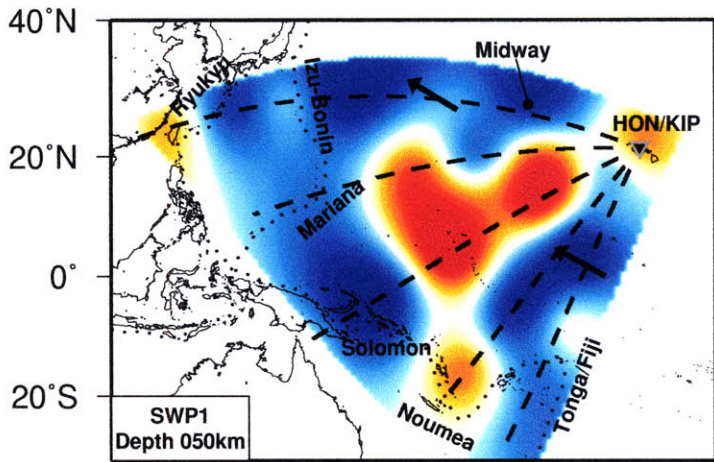 40°N
Midway
Ryukyu
Izu-Bonin
HON/KIP
20°N
Mariana
0°
Solomon
20°S
Noumea
Tonga/Fiji
SWP1
Depth 050km